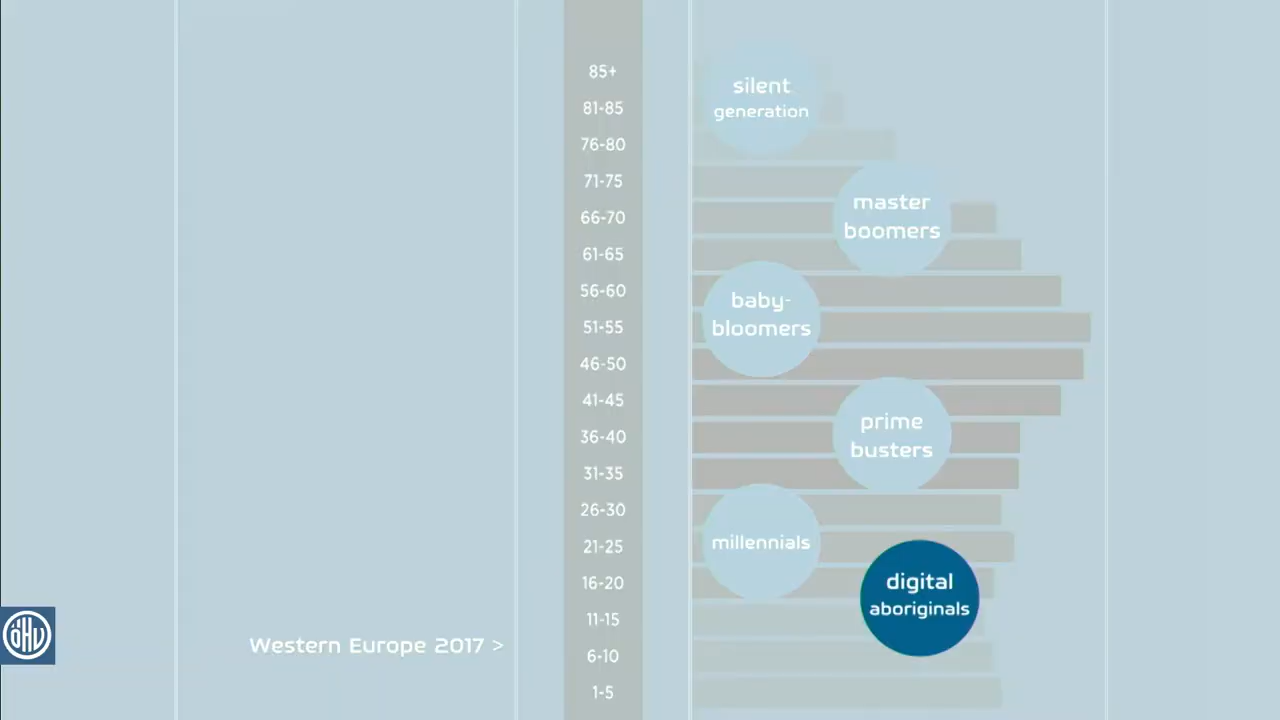 85+
81-85
76-80
71-75
66-70
61-65
56-60
51-55
46-50
41-45
36-40
31-35
26-30
21-25
16-20
11-15
6-10
1-5
silent
generation
master
boomers
baby-
bloomers
prime
busters
millennials
digital
aboriginals
Western Europe 2017 >
öHV